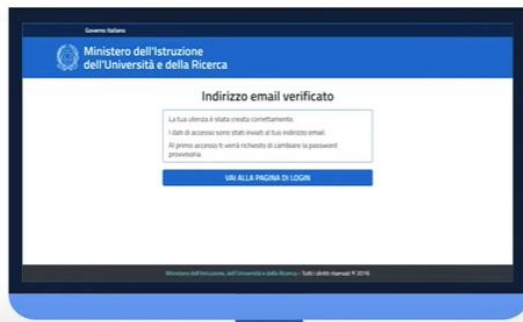 Governo Italiano
Ministero dell'Istruzione
dell'Università e della Ricerca
Indirizzo email verificato
La tua utenza è stata creata correttamente.
I dati di accesso sono stati inviati al tuo indirizzo email.
Al primo accesso ti verrà richiesto di cambiare la password
provvisoria.
VAI ALLA PAGINA DI LOGIN
Ministero dell'Istruzione, dell'Università e della Ricerca - Tutti i diritti riservati © 2016